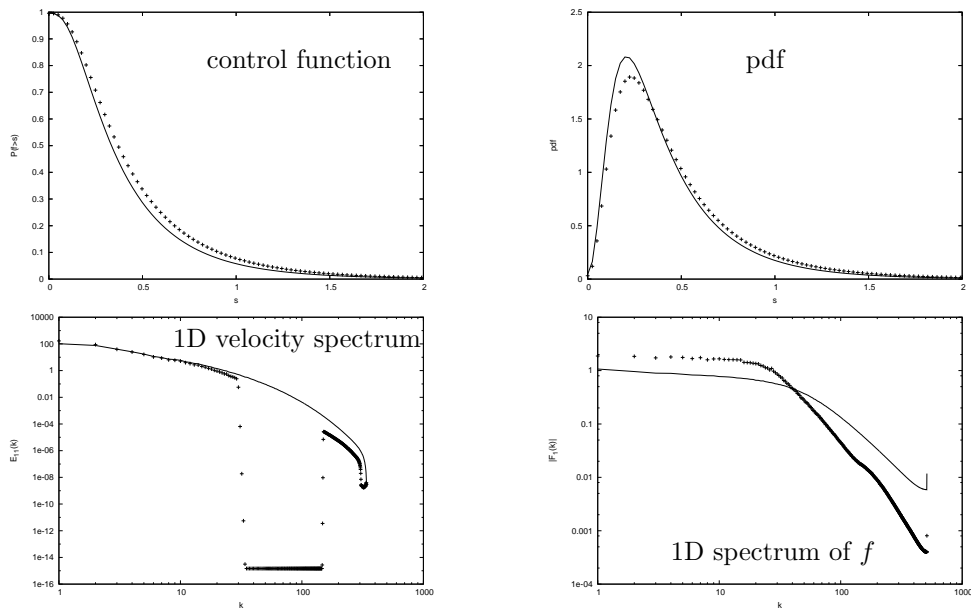 control function
P(f>s)
1
0.9
0.8
0.7
0.6
0.5
0.4
0.3
0.2
0.1
0
0 0.5 1 1.5 2
s
pdf
pdf
2.5
2
1.5
1
0.5
0
0 0.5 1 1.5 2
s
1D velocity spectrum
E11(k)
10000
100
1
0.01
1e-04
1e-06
1e-08
1e-10
1e-12
1e-14
1e-16
1 10 100 1000
k
1D spectrum of f
|F1(k)|
10
1
0.1
0.01
0.001
1e-04
1 10 100 1000
k